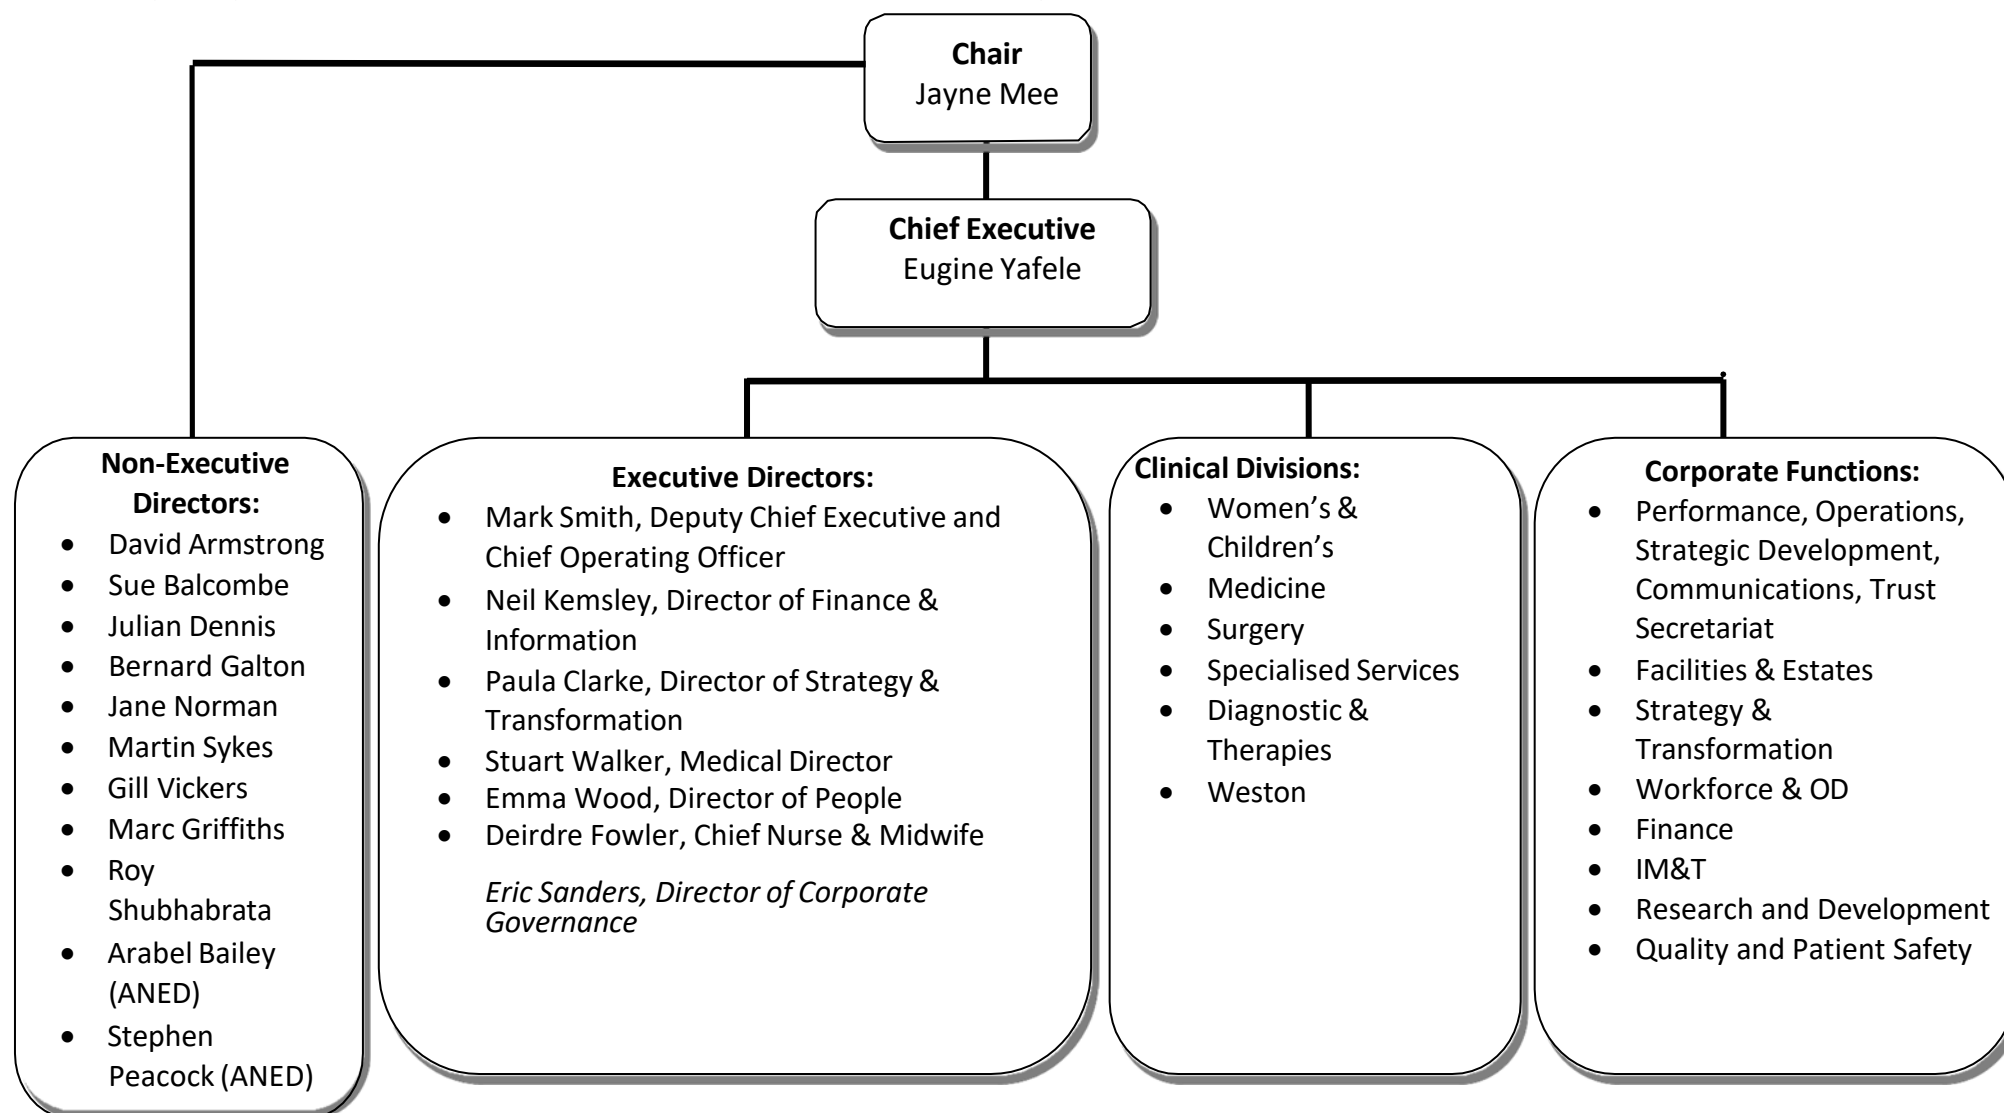 Chair
Jayne Mee
Chief Executive
Eugine Yafele
Non-Executive
Directors:
• David Armstrong
• Sue Balcombe
• Julian Dennis
• Bernard Galton
• Jane Norman
• Martin Sykes
• Gill Vickers
• Marc Griffiths
• Roy
Shubhabrata
• Arabel Bailey
(ANED)
• Stephen
Peacock (ANED)
Executive Directors:
• Mark Smith, Deputy Chief Executive and
Chief Operating Officer
• Neil Kemsley, Director of Finance &
Information
• Paula Clarke, Director of Strategy &
Transformation
• Stuart Walker, Medical Director
• Emma Wood, Director of People
• Deirdre Fowler, Chief Nurse & Midwife
Eric Sanders, Director of Corporate
Governance
Clinical Divisions:
• Women’s &
Children’s
• Medicine
• Surgery
• Specialised Services
• Diagnostic &
Therapies
• Weston
Corporate Functions:
• Performance, Operations,
Strategic Development,
Communications, Trust
Secretariat
• Facilities & Estates
• Strategy &
Transformation
• Workforce & OD
• Finance
• IM&T
• Research and Development
• Quality and Patient Safety